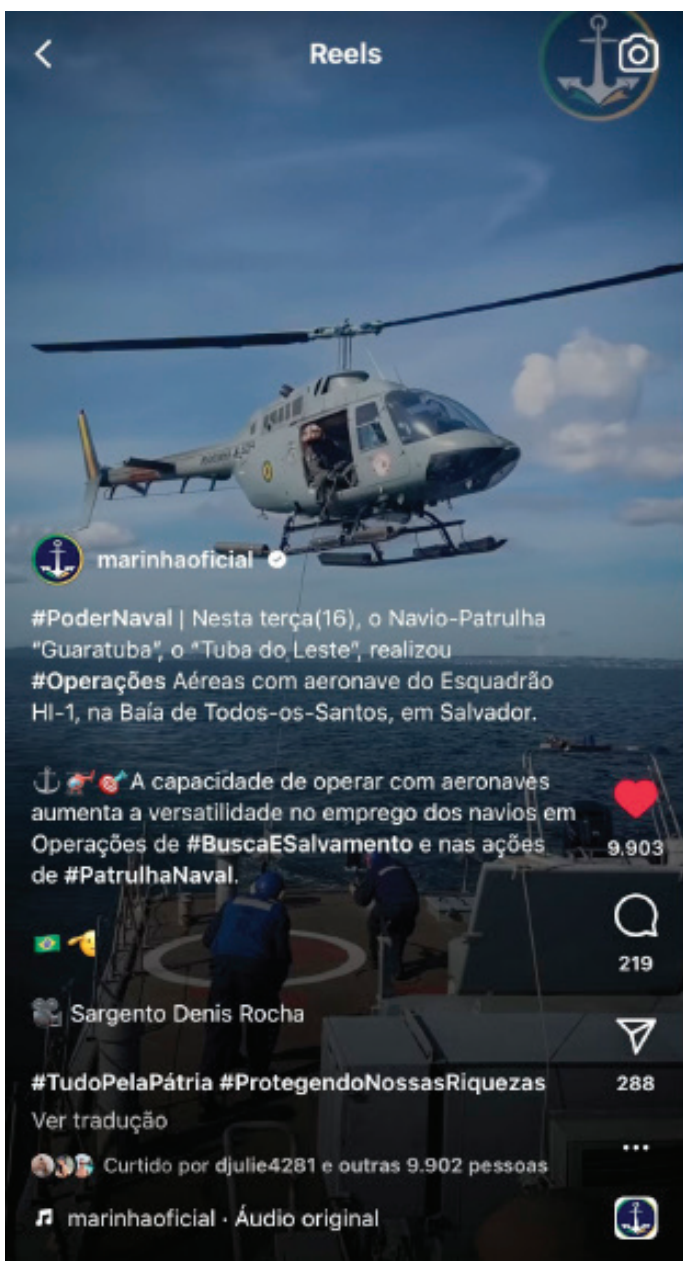 Reels
marinhaoficial
#PoderNaval | Nesta terça(16), o Navio-Patrulha
"Guaratuba", o "Tuba do Leste", realizou
#Operações Aéreas com aeronave do Esquadrão
HI-1, na Baía de Todos-os-Santos, em Salvador.
⚓🚁🎯 A capacidade de operar com aeronaves
aumenta a versatilidade no emprego dos navios em
Operações de #BuscaESalvamento e nas ações
de #PatrulhaNaval.
9.903
219
🎥 Sargento Denis Rocha
#TudoPelaPátria #ProtegendoNossasRiquezas
288
Ver tradução
Curtido por djulie4281 e outras 9.902 pessoas
marinhaoficial · Áudio original